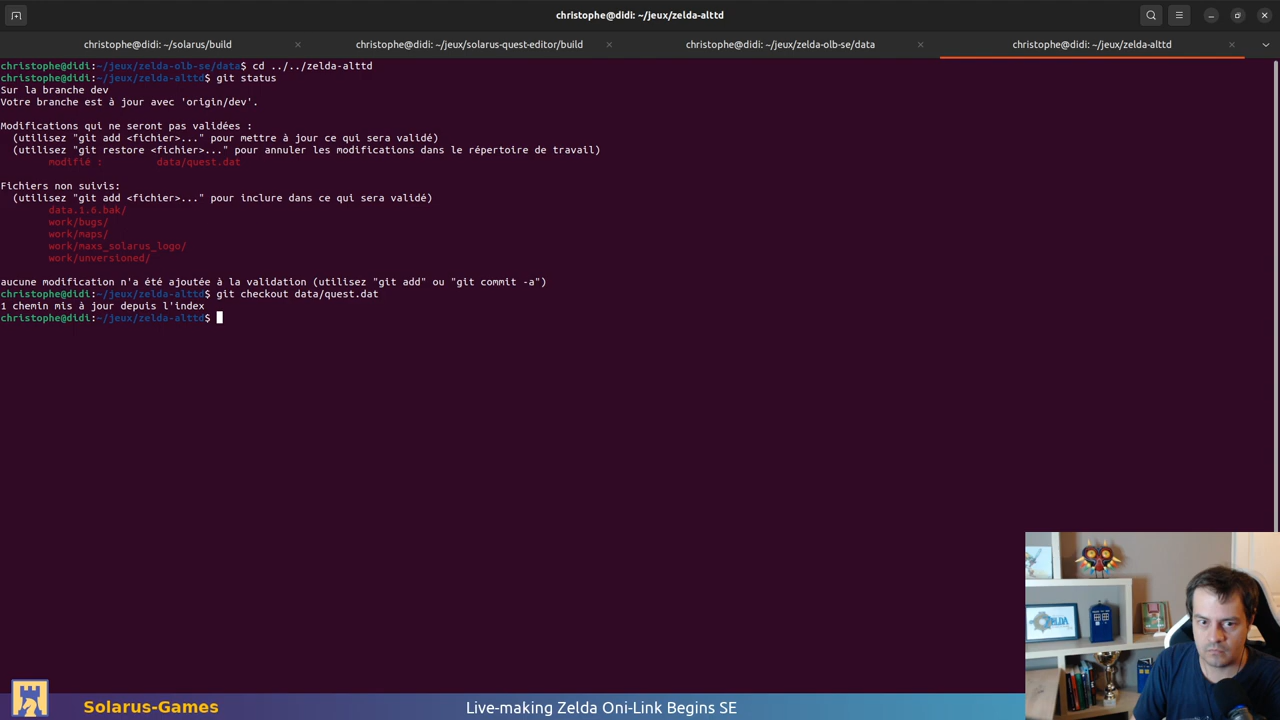 christophe@didi: ~/jeux/zelda-alttd
christophe@didi: ~/solarus/build
christophe@didi: ~/jeux/solarus-quest-editor/build
christophe@didi: ~/jeux/zelda-olb-se/data
christophe@didi: ~/jeux/zelda-alttd
christophe@didi:~/jeux/zelda-olb-se/data$ cd ../../zelda-alttd
christophe@didi:~/jeux/zelda-alttd$ git status
Sur la branche dev
Votre branche est à jour avec 'origin/dev'.
Modifications qui ne seront pas validées :
(utilisez "git add <fichier>..." pour mettre à jour ce qui sera validé)
(utilisez "git restore <fichier>..." pour annuler les modifications dans le répertoire de travail)
modifié : data/quest.dat
Fichiers non suivis:
(utilisez "git add <fichier>..." pour inclure dans ce qui sera validé)
data.1.6.bak/
work/bugs/
work/maps/
work/maxs_solarus_logo/
work/unversioned/
aucune modification n'a été ajoutée à la validation (utilisez "git add" ou "git commit -a")
christophe@didi:~/jeux/zelda-alttd$ git checkout data/quest.dat
1 chemin mis à jour depuis l'index
christophe@didi:~/jeux/zelda-alttd$
ZELDA
Solarus-Games
Live-making Zelda Oni-Link Begins SE